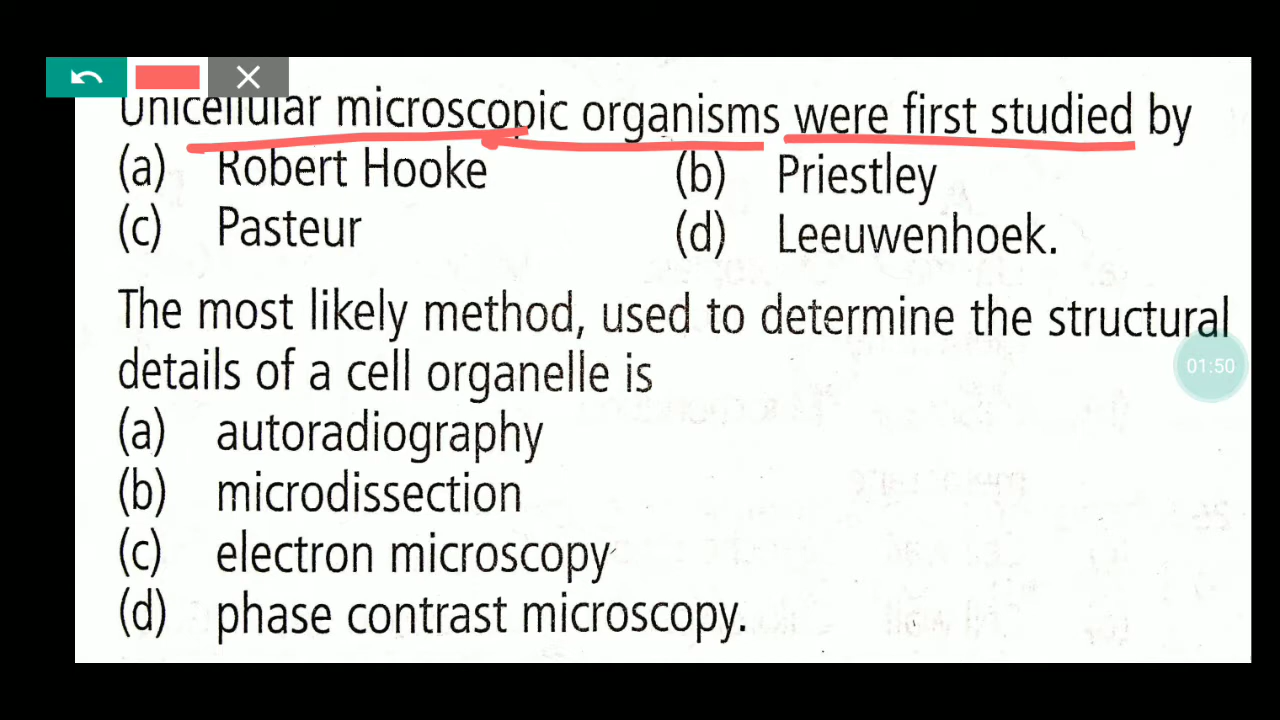 Unicellular microscopic organisms were first studied by
(a) Robert Hooke (b) Priestley
(c) Pasteur (d) Leeuwenhoek.
The most likely method, used to determine the structural
details of a cell organelle is
01:50
(a) autoradiography
(b) microdissection
(c) electron microscopy
(d) phase contrast microscopy.